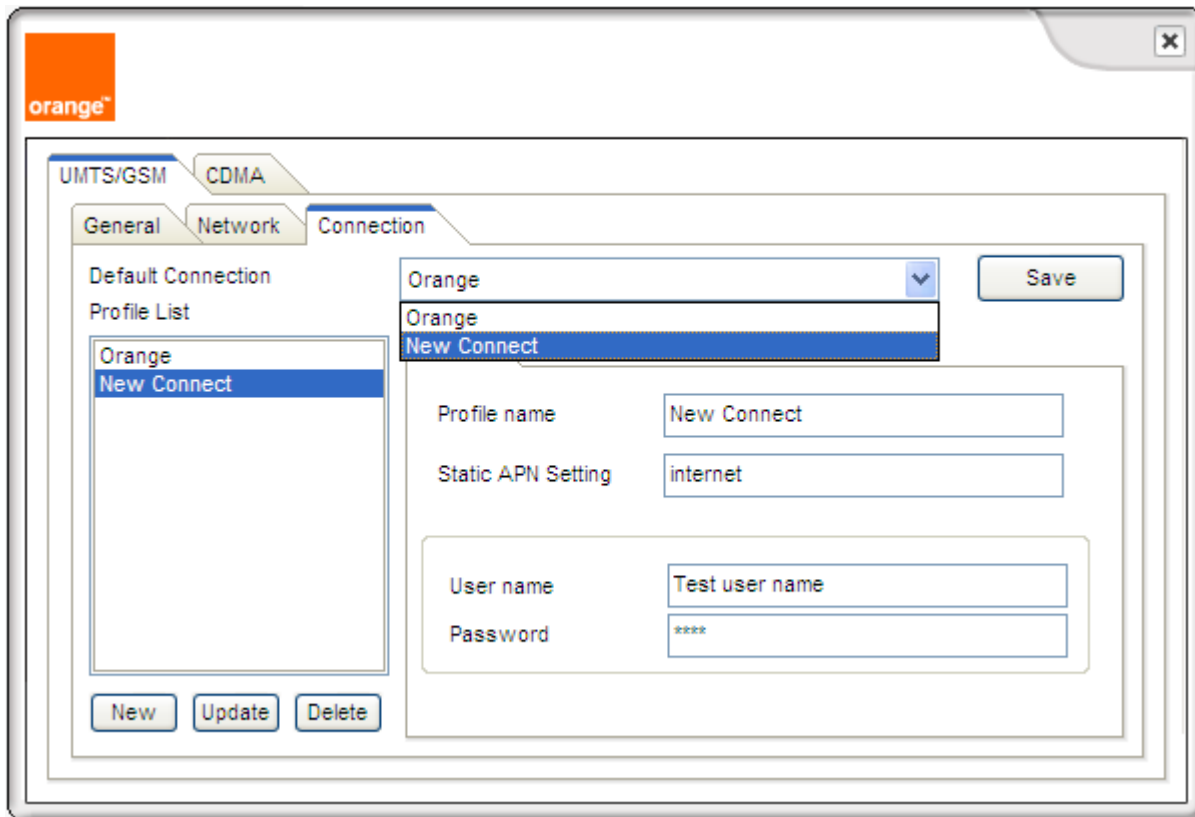 orange™
UMTS/GSM CDMA
General Network Connection
Default Connection Orange Save
Profile List Orange
New Connect
Orange
New Connect
Profile name New Connect
Static APN Setting internet
User name Test user name
Password ****
New Update Delete